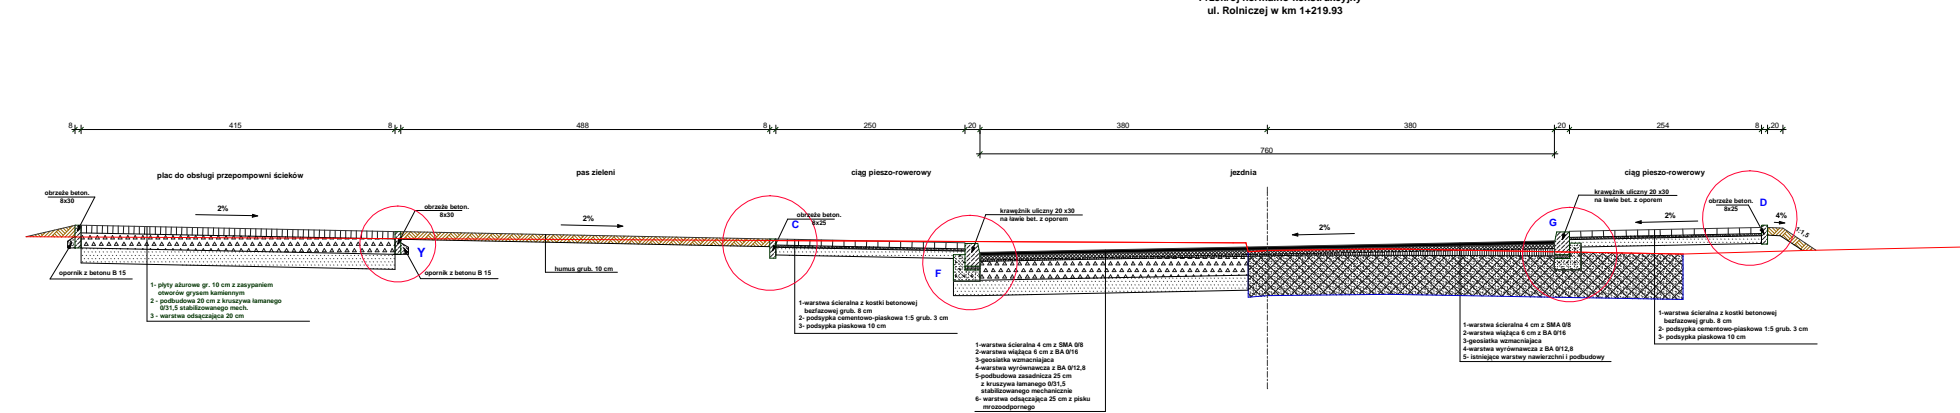 ul. Rolniczej w km 1+219.93
8
415
8
488
8
250
20
380
380
20
254
8
20
760
plac do obsługi przepompowni ścieków
pas zieleni
ciąg pieszo-rowerowy
jezdnia
ciąg pieszo-rowerowy
obrzeże beton.
8x30
2%
obrzeże beton.
8x30
2%
obrzeże beton.
8x25
C
krawężnik uliczny 20 x30
na ławie bet. z oporem
2%
krawężnik uliczny 20 x30
na ławie bet. z oporem
G
2%
obrzeże beton.
8x25
D
4%
1:1.5
Y
F
opornik z betonu B 15
opornik z betonu B 15
humus grub. 10 cm
1- płyty ażurowe gr. 10 cm z zasypaniem
otworów grysem kamiennym
2 - podbudowa 20 cm z kruszywa łamanego
0/31,5 stabilizowanego mech.
3 - warstwa odsączająca 20 cm
1-warstwa ścieralna z kostki betonowej
bezfazowej grub. 8 cm
2- podsypka cementowo-piaskowa 1:5 grub. 3 cm
3- podsypka piaskowa 10 cm
1-warstwa ścieralna 4 cm z SMA 0/8
2-warstwa wiążąca 6 cm z BA 0/16
3-geosiatka wzmacniajaca
4-warstwa wyrównawcza z BA 0/12,8
5-podbudowa zasadnicza 25 cm
z kruszywa łamanego 0/31,5
stabilizowanego mechanicznie
6- warstwa odsączająca 25 cm z pisku
mrozoodpornego
1-warstwa ścieralna 4 cm z SMA 0/8
2-warstwa wiążąca 6 cm z BA 0/16
3-geosiatka wzmacniajaca
4-warstwa wyrównawcza z BA 0/12,8
5- istniejące warstwy nawierzchni i podbudowy
1-warstwa ścieralna z kostki betonowej
bezfazowej grub. 8 cm
2- podsypka cementowo-piaskowa 1:5 grub. 3 cm
3- podsypka piaskowa 10 cm